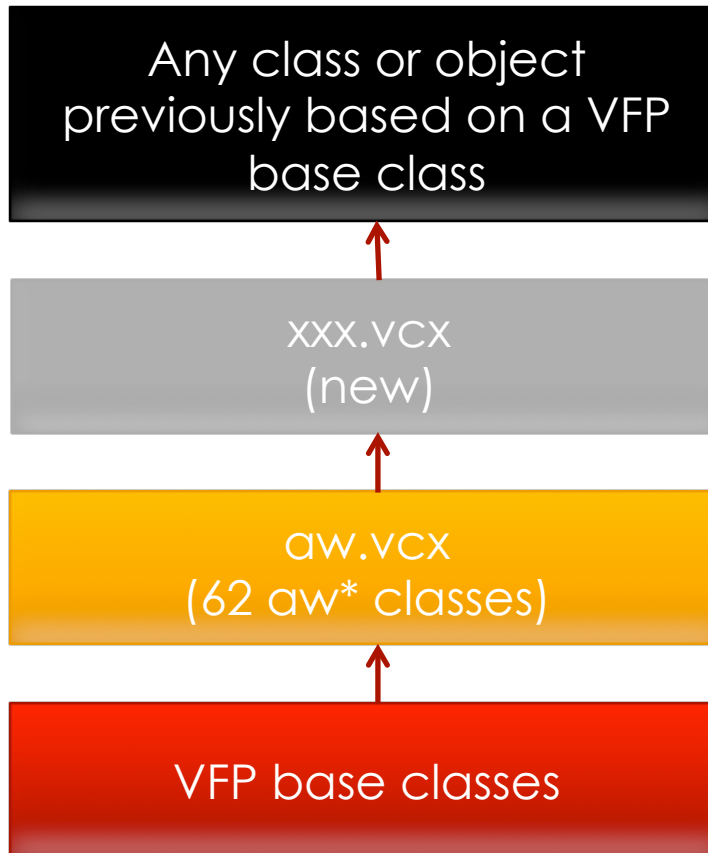 Any class or object
previously based on a VFP
base class
xxx.vcx
(new)
aw.vcx
(62 aw* classes)
VFP base classes